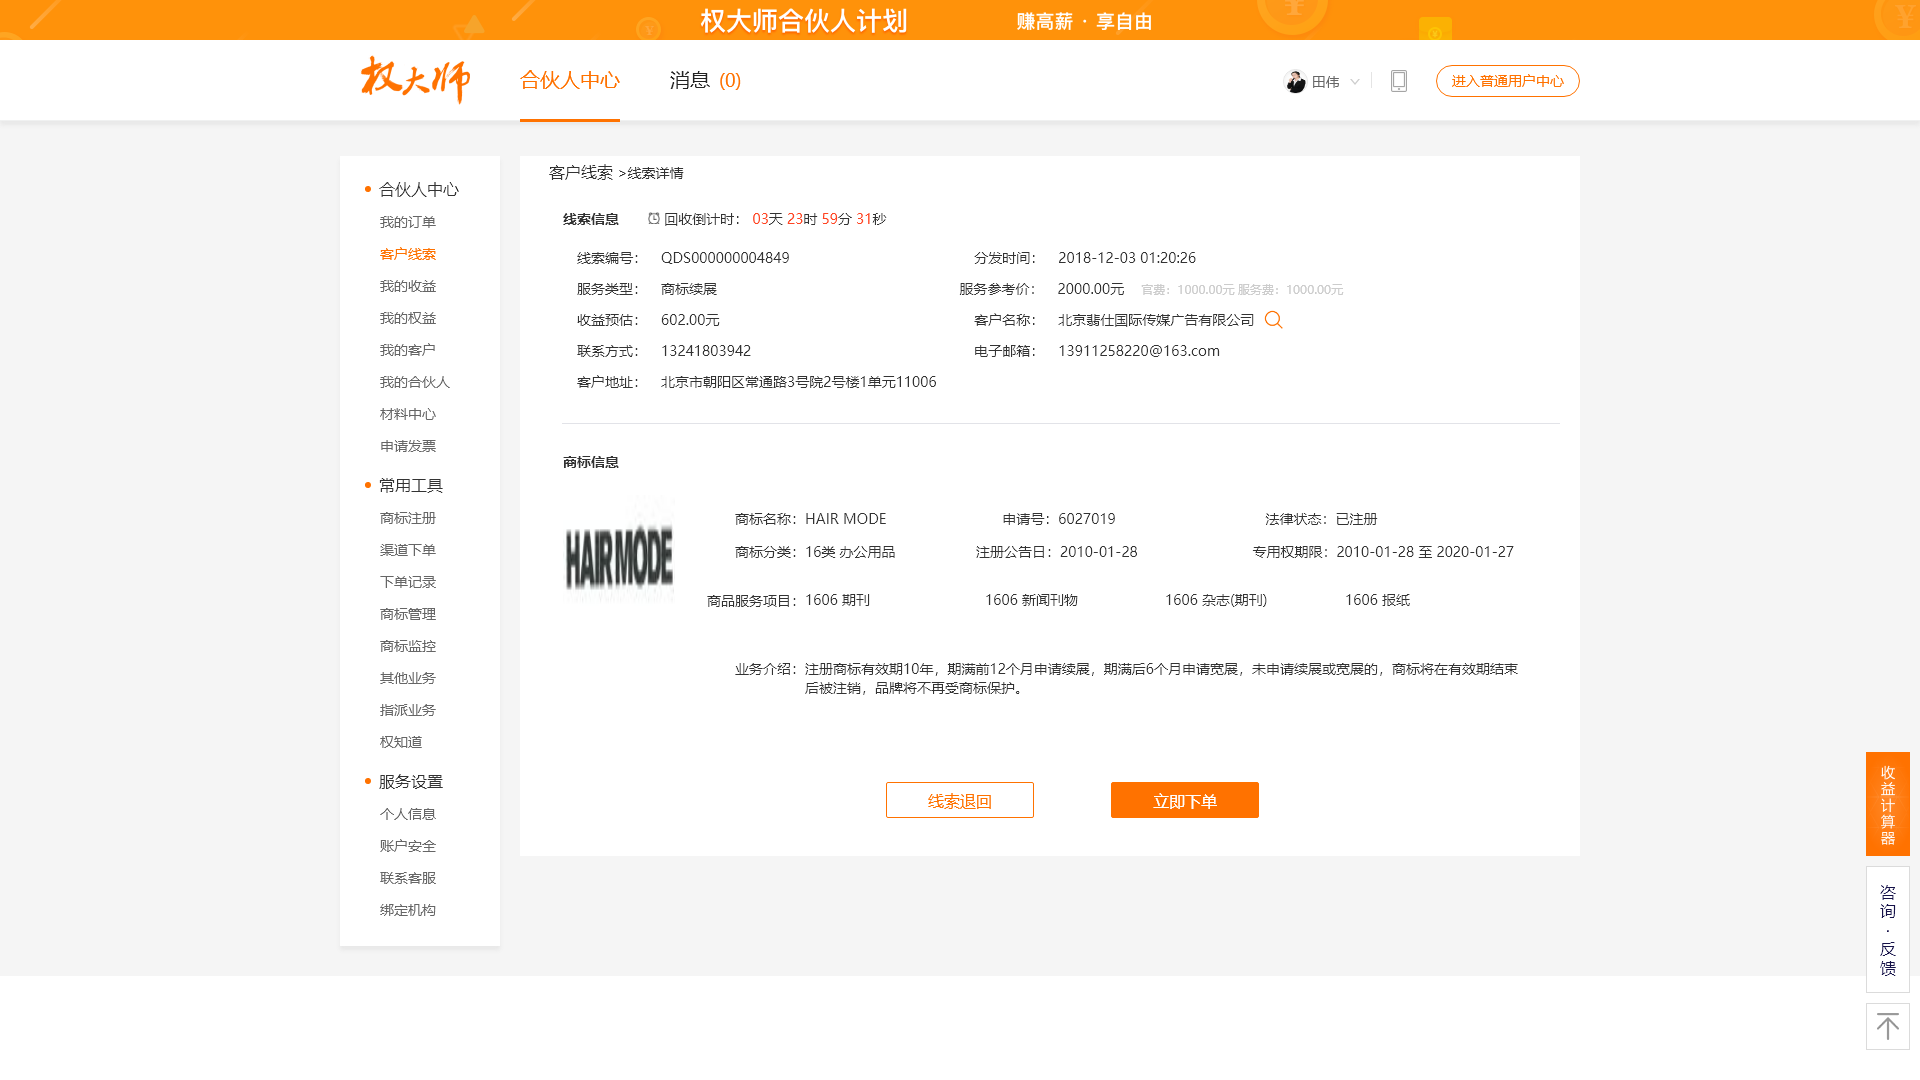 权大师合伙人计划 赚高薪 · 享自由
权大师 合伙人中心 消息 (0) 田伟 进入普通用户中心
合伙人中心
我的订单
客户线索
我的收益
我的权益
我的客户
我的合伙人
材料中心
申请发票
常用工具
商标注册
渠道下单
下单记录
商标管理
商标监控
其他业务
指派业务
权知道
服务设置
个人信息
账户安全
联系客服
绑定机构
客户线索 >线索详情
线索信息 回收倒计时： 03天 23时 59分 31秒
线索编号： QDS000000004849 分发时间： 2018-12-03 01:20:26
服务类型： 商标续展 服务参考价： 2000.00元 官费：1000.00元 服务费：1000.00元
收益预估： 602.00元 客户名称： 北京翡仕国际传媒广告有限公司
联系方式： 13241803942 电子邮箱： 13911258220@163.com
客户地址： 北京市朝阳区常通路3号院2号楼1单元11006
商标信息
HAIR MODE
商标名称：HAIR MODE 申请号：6027019 法律状态：已注册
商标分类：16类 办公用品 注册公告日：2010-01-28 专用权期限：2010-01-28 至 2020-01-27
商品服务项目：1606 期刊 1606 新闻刊物 1606 杂志(期刊) 1606 报纸
业务介绍：注册商标有效期10年，期满前12个月申请续展，期满后6个月申请宽展，未申请续展或宽展的，商标将在有效期结束
后被注销，品牌将不再受商标保护。
线索退回 立即下单
收益计算器
咨询·反馈